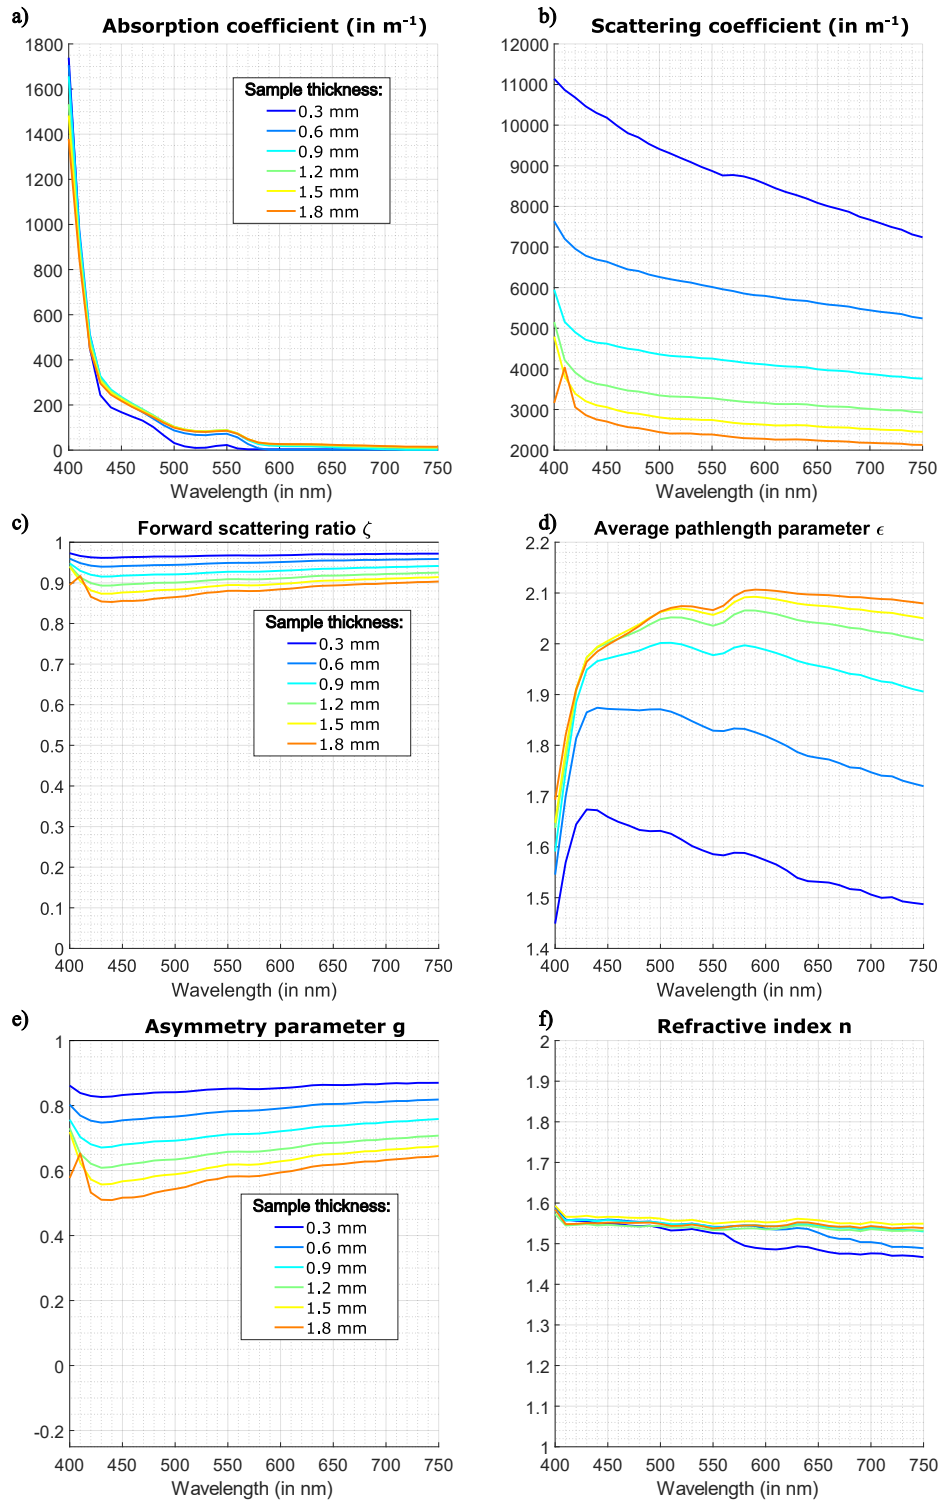 a)
Absorption coefficient (in m-1)
1800
1600
1400
1200
1000
800
600
400
200
0
400 450 500 550 600 650 700 750
Wavelength (in nm)
Sample thickness:
0.3 mm
0.6 mm
0.9 mm
1.2 mm
1.5 mm
1.8 mm
b)
Scattering coefficient (in m-1)
12000
11000
10000
9000
8000
7000
6000
5000
4000
3000
2000
400 450 500 550 600 650 700 750
Wavelength (in nm)
c)
Forward scattering ratio ζ
1
0.9
0.8
0.7
0.6
0.5
0.4
0.3
0.2
0.1
0
400 450 500 550 600 650 700 750
Wavelength (in nm)
Sample thickness:
0.3 mm
0.6 mm
0.9 mm
1.2 mm
1.5 mm
1.8 mm
d)
Average pathlength parameter ϵ
2.2
2.1
2
1.9
1.8
1.7
1.6
1.5
1.4
400 450 500 550 600 650 700 750
Wavelength (in nm)
e)
Asymmetry parameter g
1
0.8
0.6
0.4
0.2
0
-0.2
400 450 500 550 600 650 700 750
Wavelength (in nm)
Sample thickness:
0.3 mm
0.6 mm
0.9 mm
1.2 mm
1.5 mm
1.8 mm
f)
Refractive index n
2
1.9
1.8
1.7
1.6
1.5
1.4
1.3
1.2
1.1
1
400 450 500 550 600 650 700 750
Wavelength (in nm)